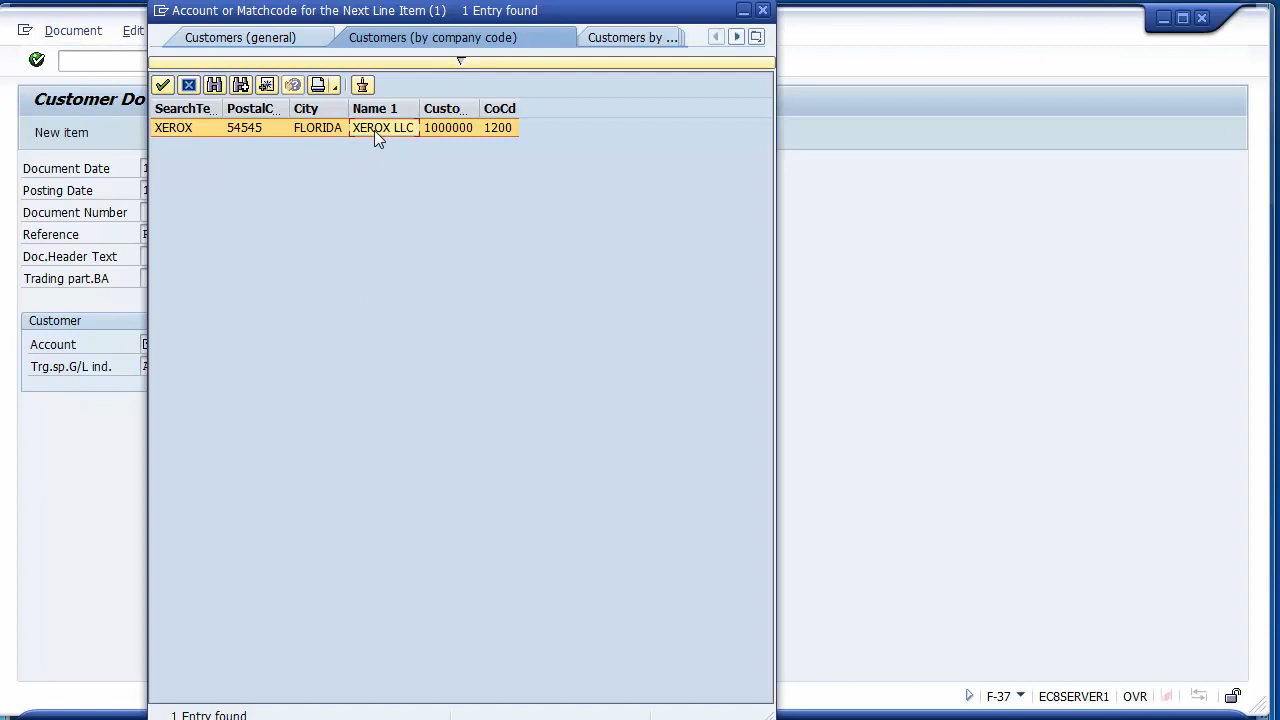 Account or Matchcode for the Next Line Item (1) 1 Entry found
Document Edit
Customers (general) Customers (by company code) Customers by ...
Customer Do
New item
SearchTe... PostalC... City Name 1 Custo... CoCd
XEROX 54545 FLORIDA XEROX LLC 1000000 1200
Document Date 1
Posting Date 1
Document Number
Reference
Doc.Header Text
Trading part.BA
Customer
Account
Trg.sp.G/L ind. A
F-37 EC8SERVER1 OVR
1 Entry found